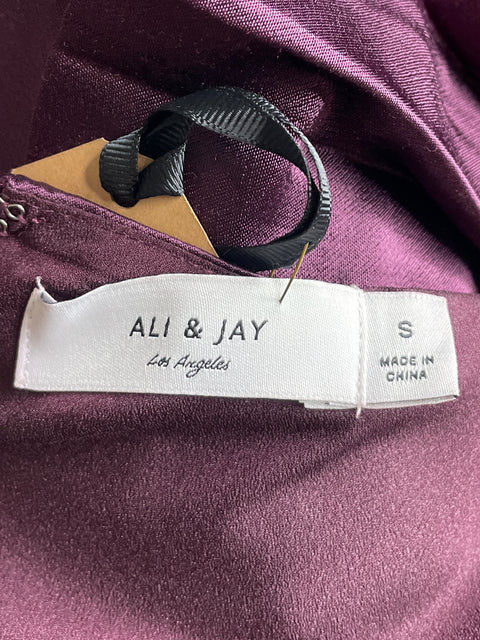 ALI & JAY
Los Angeles
S
MADE IN
CHINA